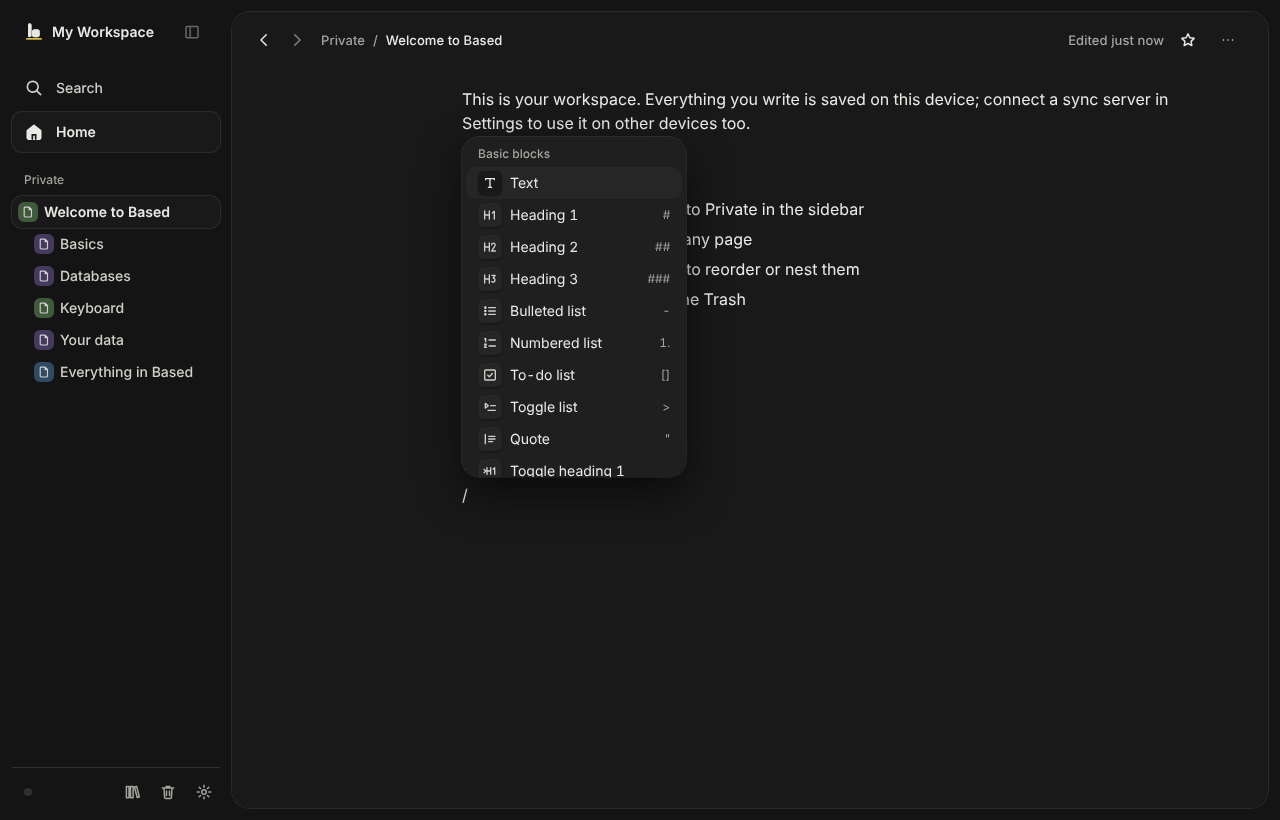 My Workspace
Search
Home
Private
Welcome to Based
Basics
Databases
Keyboard
Your data
Everything in Based
Private / Welcome to Based
Edited just now
This is your workspace. Everything you write is saved on this device; connect a sync server in
Settings to use it on other devices too.
to Private in the sidebar
any page
to reorder or nest them
Trash
Basic blocks
Text
H1 Heading 1 #
H2 Heading 2 ##
H3 Heading 3 ###
Bulleted list -
Numbered list 1.
To-do list []
Toggle list >
Quote "
H1 Toggle heading 1
/